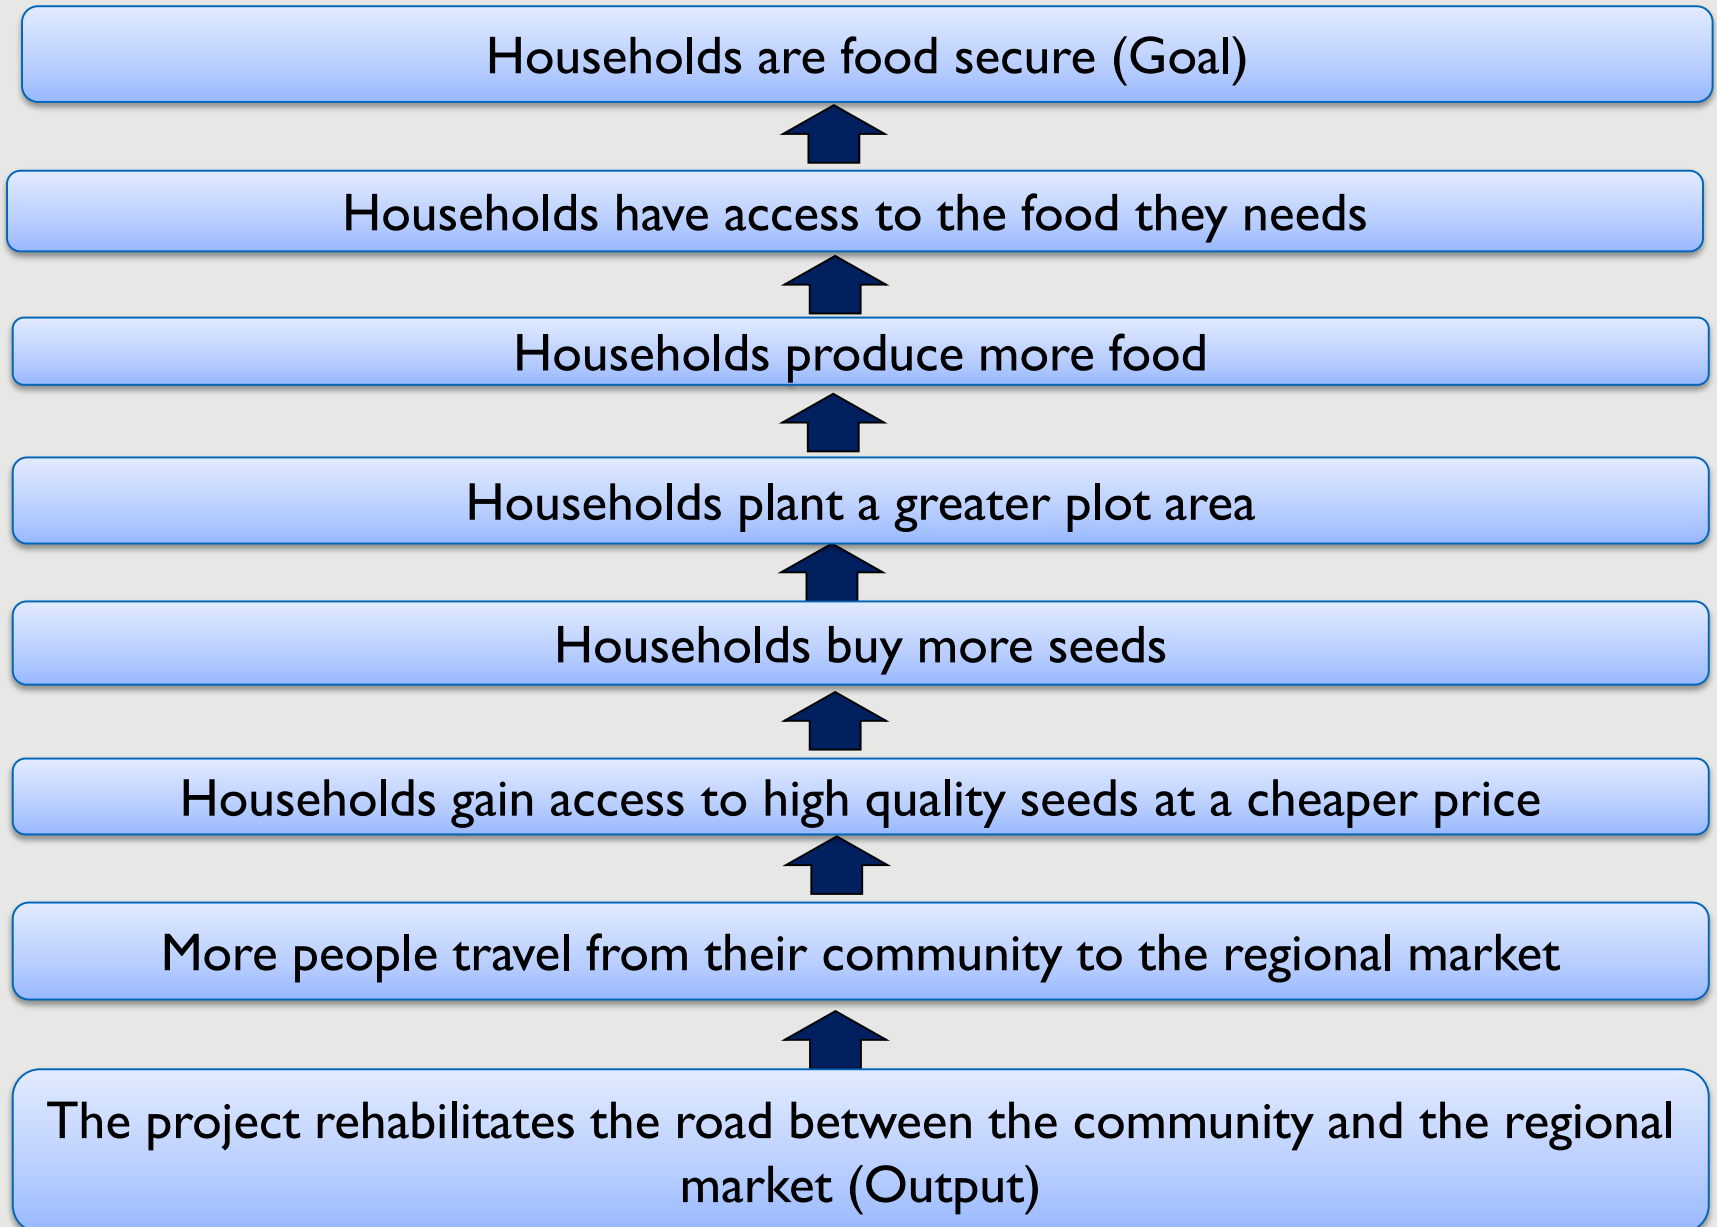 Households are food secure (Goal)
Households have access to the food they needs
Households produce more food
Households plant a greater plot area
Households buy more seeds
Households gain access to high quality seeds at a cheaper price
More people travel from their community to the regional market
The project rehabilitates the road between the community and the regional
market (Output)